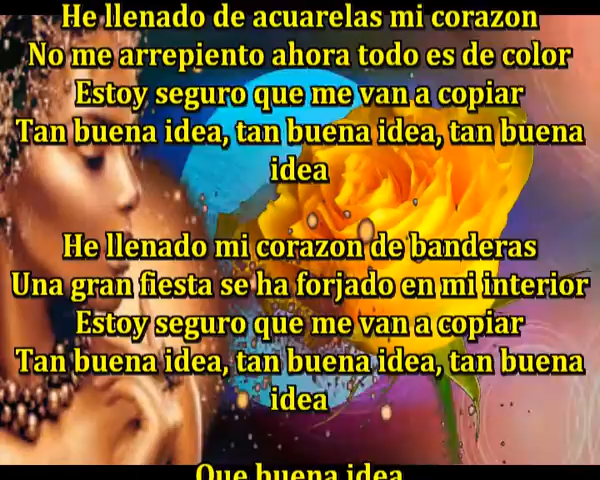 He llenado de acuarelas mi corazon
No me arrepiento ahora todo es de color
Estoy seguro que me van a copiar
Tan buena idea, tan buena idea, tan buena
idea
He llenado mi corazon de banderas
Una gran fiesta se ha forjado en mi interior
Estoy seguro que me van a copiar
Tan buena idea, tan buena idea, tan buena
idea
Que buena idea